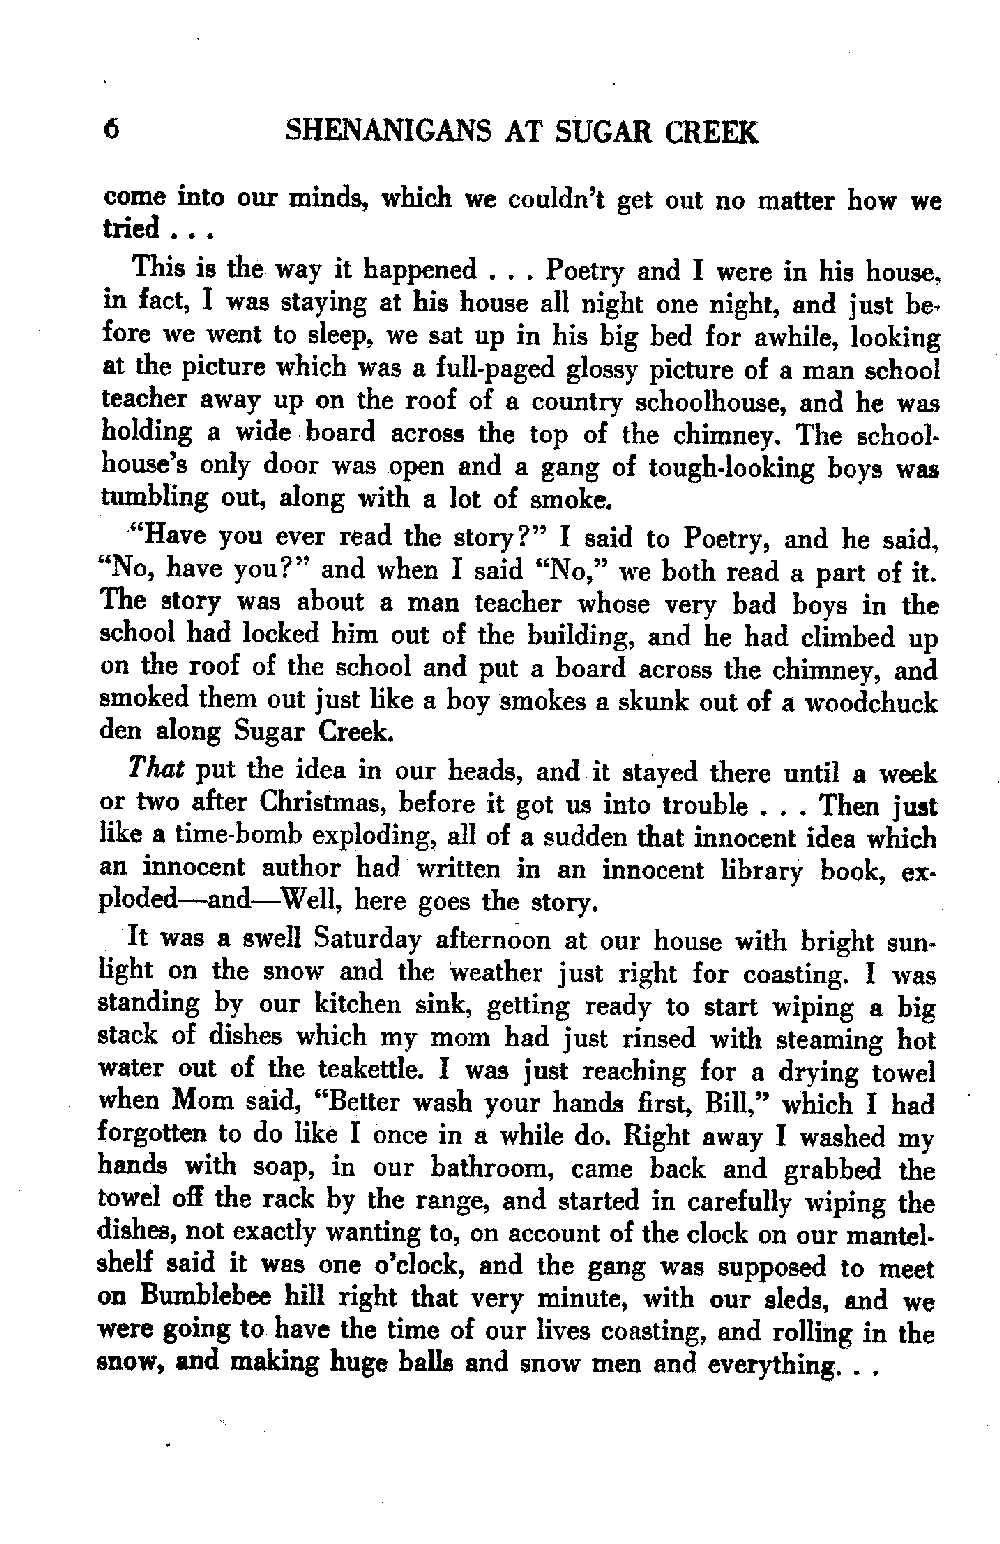 6 SHENANIGANS AT SUGAR CREEK
come into our minds, which we couldn't get out no matter how we
tried . . .
This is the way it happened . . . Poetry and I were in his house,
in fact, I was staying at his house all night one night, and just be-
fore we went to sleep, we sat up in his big bed for awhile, looking
at the picture which was a full-paged glossy picture of a man school
teacher away up on the roof of a country schoolhouse, and he was
holding a wide board across the top of the chimney. The school-
house's only door was open and a gang of tough-looking boys was
tumbling out, along with a lot of smoke.
"Have you ever read the story?" I said to Poetry, and he said,
"No, have you?" and when I said "No," we both read a part of it.
The story was about a man teacher whose very bad boys in the
school had locked him out of the building, and he had climbed up
on the roof of the school and put a board across the chimney, and
smoked them out just like a boy smokes a skunk out of a woodchuck
den along Sugar Creek.
That put the idea in our heads, and it stayed there until a week
or two after Christmas, before it got us into trouble . . . Then just
like a time-bomb exploding, all of a sudden that innocent idea which
an innocent author had written in an innocent library book, ex-
ploded—and—Well, here goes the story.
It was a swell Saturday afternoon at our house with bright sun-
light on the snow and the weather just right for coasting. I was
standing by our kitchen sink, getting ready to start wiping a big
stack of dishes which my mom had just rinsed with steaming hot
water out of the teakettle. I was just reaching for a drying towel
when Mom said, "Better wash your hands first, Bill," which I had
forgotten to do like I once in a while do. Right away I washed my
hands with soap, in our bathroom, came back and grabbed the
towel off the rack by the range, and started in carefully wiping the
dishes, not exactly wanting to, on account of the clock on our mantel-
shelf said it was one o'clock, and the gang was supposed to meet
on Bumblebee hill right that very minute, with our sleds, and we
were going to have the time of our lives coasting, and rolling in the
snow, and making huge balls and snow men and everything. . .